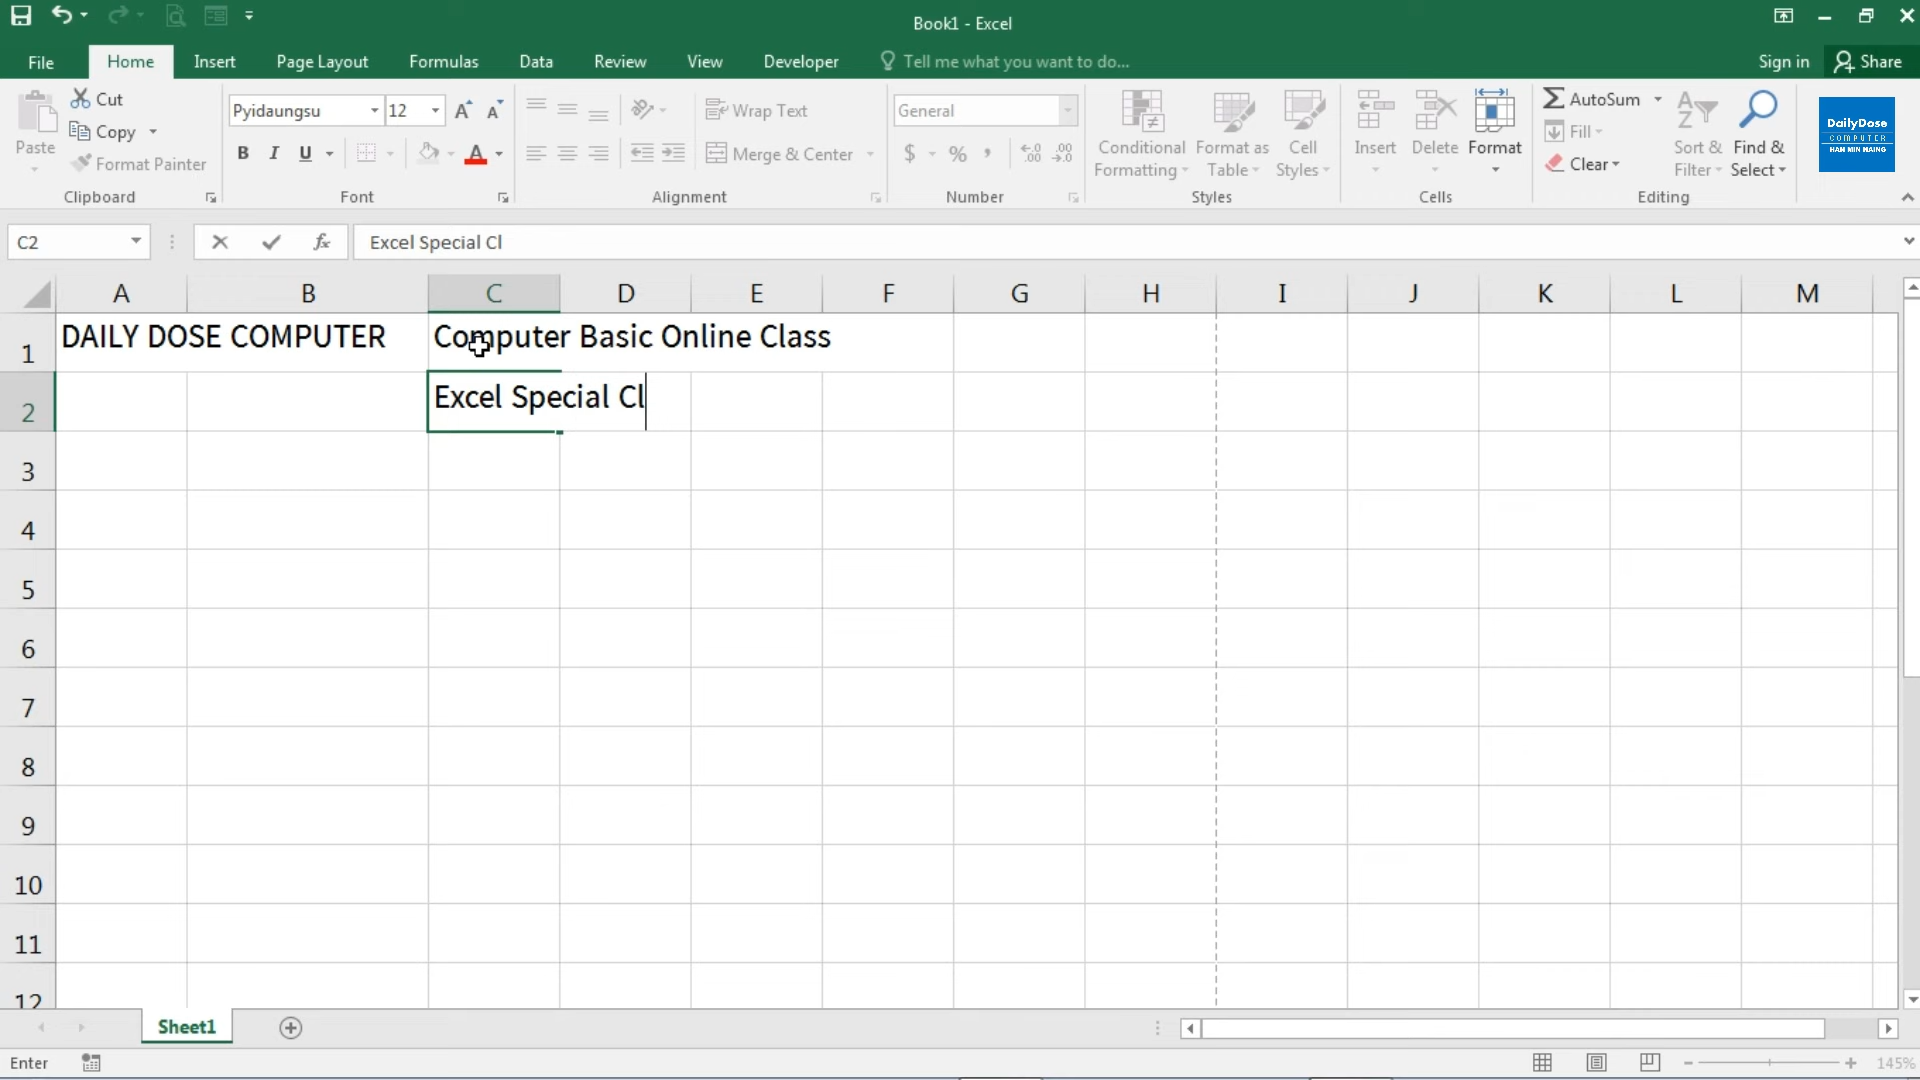 Book1 - Excel
File Home Insert Page Layout Formulas Data Review View Developer Tell me what you want to do... Sign in Share
Paste
Cut
Copy
Format Painter
Clipboard
Pyidaungsu 12
B I U
Font
Wrap Text
Merge & Center
Alignment
General
$ %
Number
Conditional Formatting
Format as Table
Cell Styles
Styles
Insert
Delete
Format
Cells
AutoSum
Fill
Clear
Sort & Filter
Find & Select
Editing
DailyDose
COMPUTER
HAN MIN NAING
C2 fx Excel Special Cl
A B C D E F G H I J K L M
1 DAILY DOSE COMPUTER Computer Basic Online Class
2 Excel Special Cl
3
4
5
6
7
8
9
10
11
12
Sheet1
Enter 145%